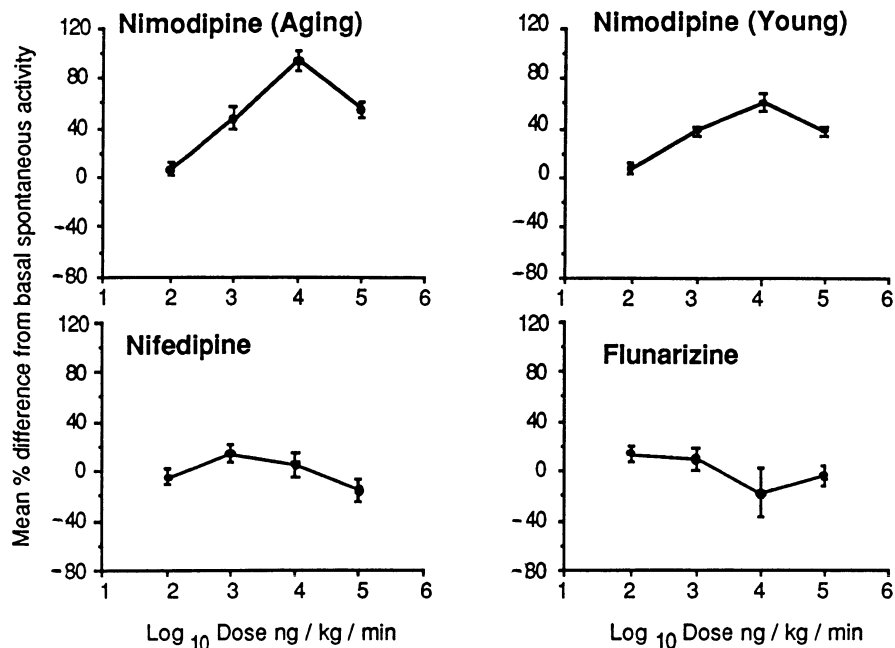 Mean % difference from basal spontaneous activity
Nimodipine (Aging)
120
80
40
0
−40
−80
1 2 3 4 5 6
Nimodipine (Young)
120
80
40
0
−40
−80
1 2 3 4 5 6
Nifedipine
120
80
40
0
−40
−80
1 2 3 4 5 6
Log 10 Dose ng / kg / min
Flunarizine
120
80
40
0
−40
−80
1 2 3 4 5 6
Log 10 Dose ng / kg / min